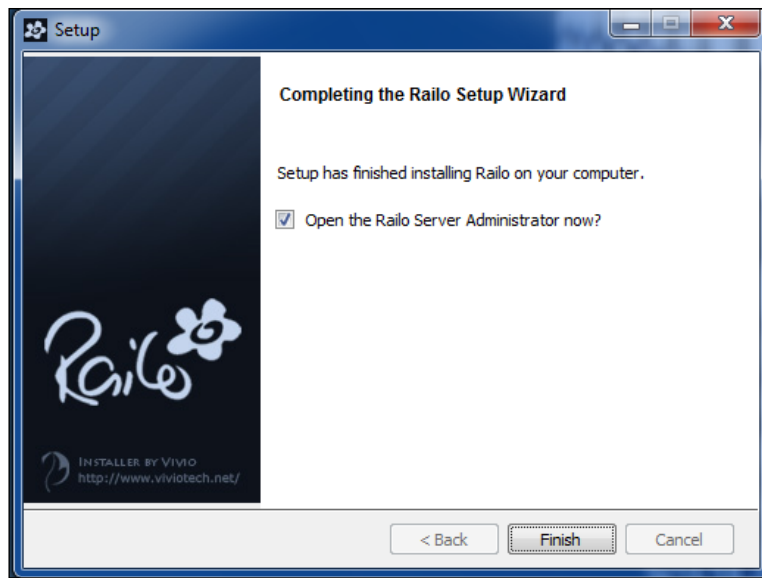 Setup
Completing the Railo Setup Wizard
Setup has finished installing Railo on your computer.
Open the Railo Server Administrator now?
Railo
INSTALLER BY VIVIO
http://www.viviotech.net/
< Back
Finish
Cancel